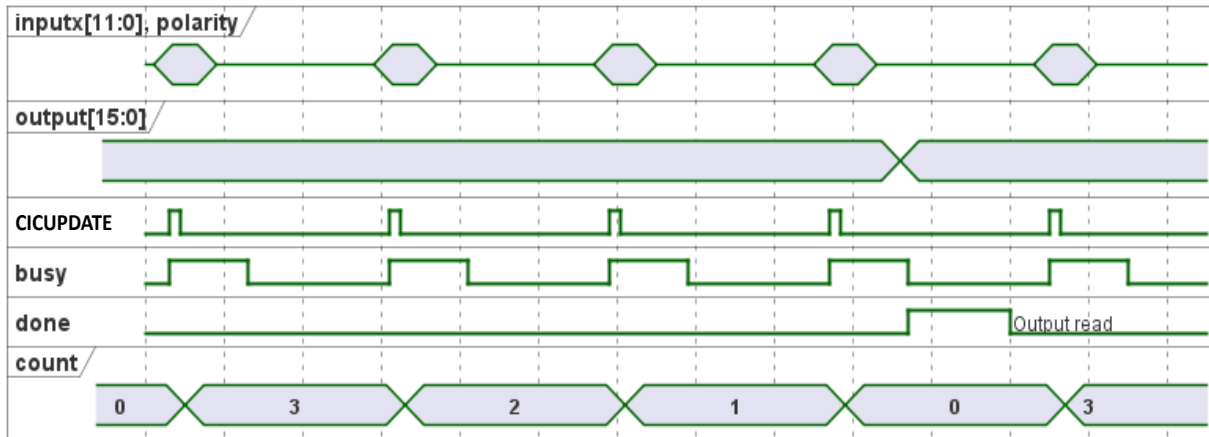 inputx[11:0], polarity
output[15:0]
CICUPDATE
busy
done
Output read
count
0 3 2 1 0 3